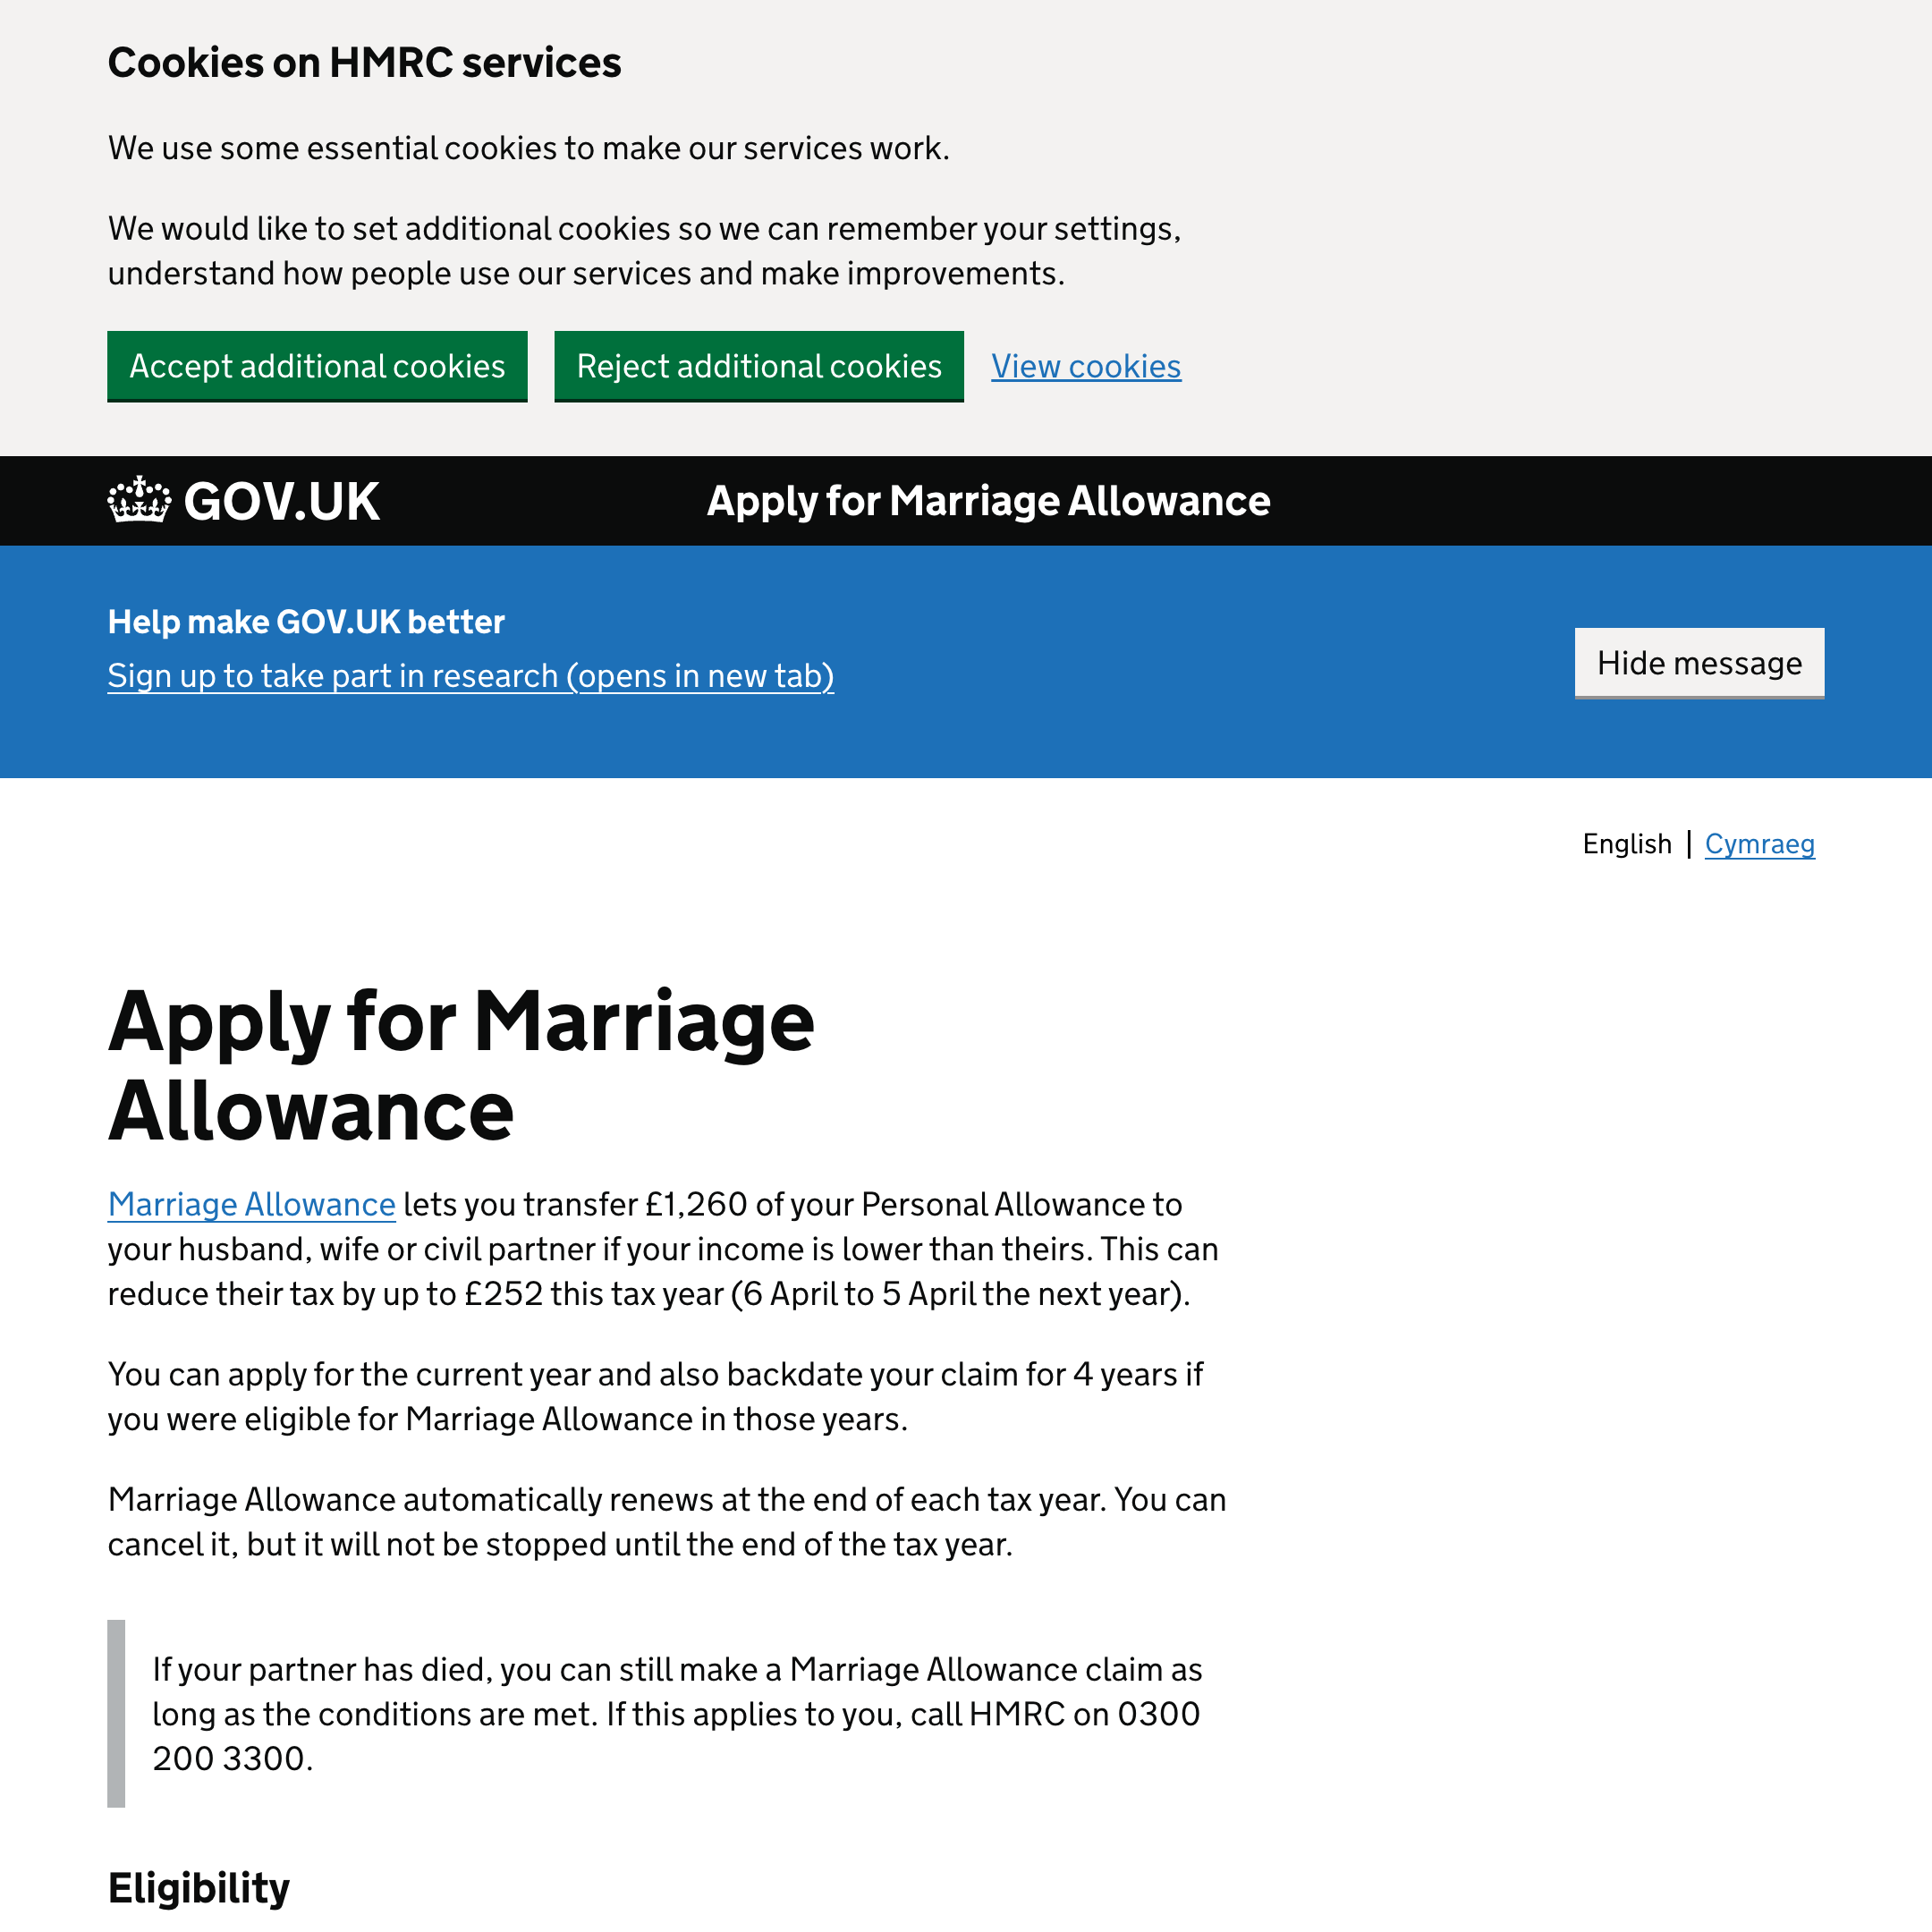 Cookies on HMRC services
We use some essential cookies to make our services work.
We would like to set additional cookies so we can remember your settings,
understand how people use our services and make improvements.
Accept additional cookies Reject additional cookies View cookies
GOV.UK Apply for Marriage Allowance
Help make GOV.UK better
Sign up to take part in research (opens in new tab)
Hide message
English | Cymraeg
Apply for Marriage
Allowance
Marriage Allowance lets you transfer £1,260 of your Personal Allowance to
your husband, wife or civil partner if your income is lower than theirs. This can
reduce their tax by up to £252 this tax year (6 April to 5 April the next year).
You can apply for the current year and also backdate your claim for 4 years if
you were eligible for Marriage Allowance in those years.
Marriage Allowance automatically renews at the end of each tax year. You can
cancel it, but it will not be stopped until the end of the tax year.
If your partner has died, you can still make a Marriage Allowance claim as
long as the conditions are met. If this applies to you, call HMRC on 0300
200 3300.
Eligibility